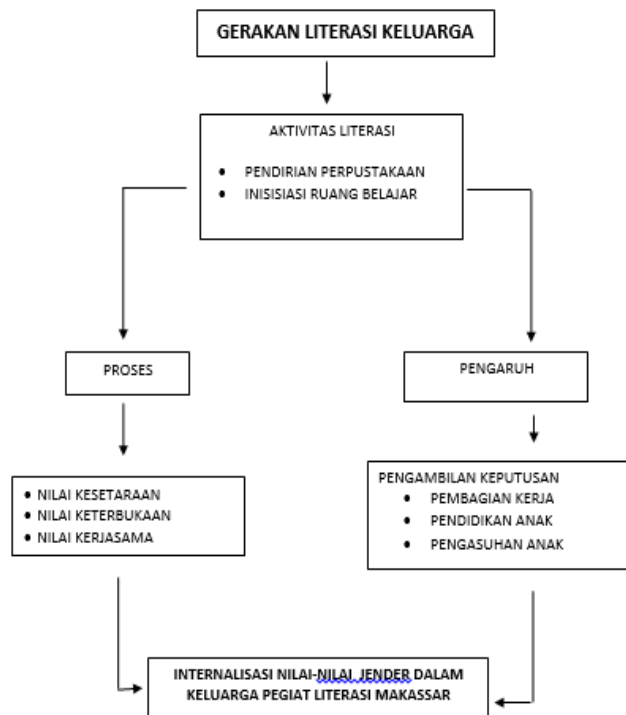 GERAKAN LITERASI KELUARGA
AKTIVITAS LITERASI
• PENDIRIAN PERPUSTAKAAN
• INISISIASI RUANG BELAJAR
PROSES
PENGARUH
• NILAI KESETARAAN
• NILAI KETERBUKAAN
• NILAI KERJASAMA
PENGAMBILAN KEPUTUSAN
• PEMBAGIAN KERJA
• PENDIDIKAN ANAK
• PENGASUHAN ANAK
INTERNALISASI NILAI-NILAI JENDER DALAM
KELUARGA PEGIAT LITERASI MAKASSAR